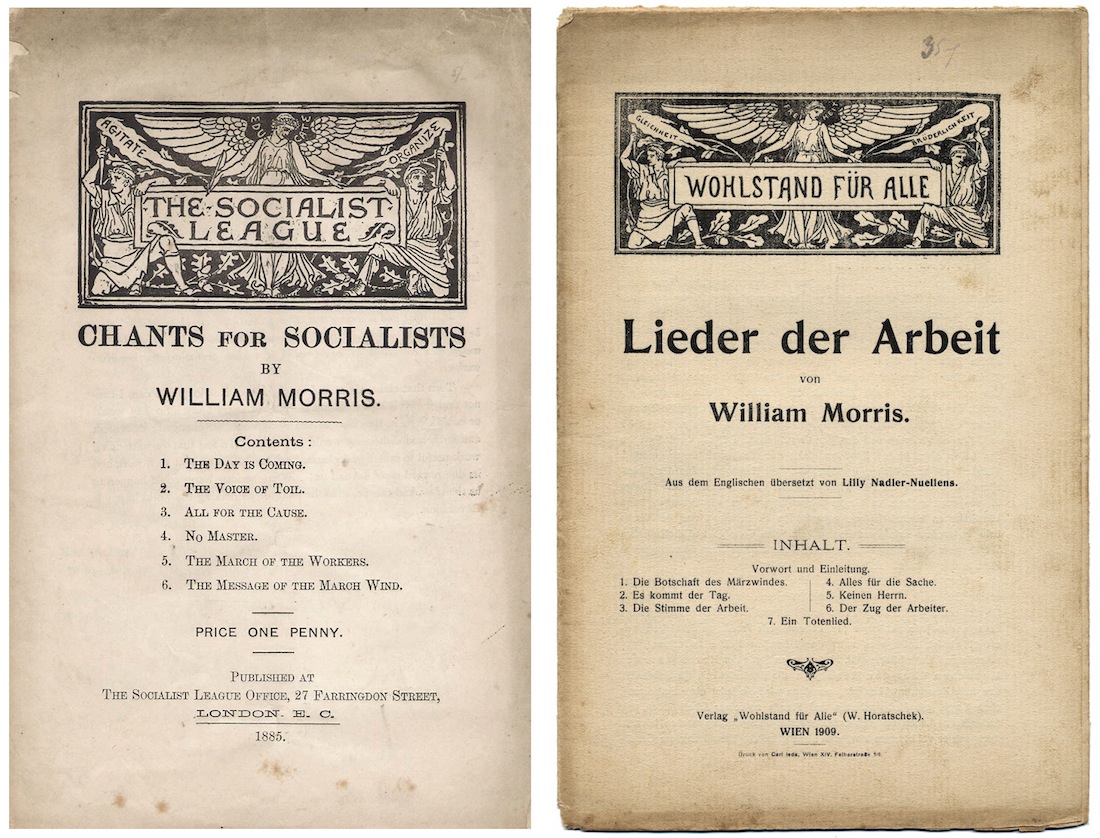 AGITATE
ORGANIZE
THE SOCIALIST
LEAGUE
CHANTS FOR SOCIALISTS
BY
WILLIAM MORRIS.
Contents:
1. THE DAY IS COMING.
2. THE VOICE OF TOIL.
3. ALL FOR THE CAUSE.
4. NO MASTER.
5. THE MARCH OF THE WORKERS.
6. THE MESSAGE OF THE MARCH WIND.
PRICE ONE PENNY.
PUBLISHED AT
THE SOCIALIST LEAGUE OFFICE, 27 FARRINGDON STREET,
LONDON. E. C.
1885.
GLEICHHEIT
BRÜDERLICHKEIT
WOHLSTAND FÜR ALLE
Lieder der Arbeit
von
William Morris.
Aus dem Englischen übersetzt von Lilly Nadler-Nuellens.
INHALT.
Vorwort und Einleitung.
1. Die Botschaft des Märzwindes.
2. Es kommt der Tag.
3. Die Stimme der Arbeit.
4. Alles für die Sache.
5. Keinen Herrn.
6. Der Zug der Arbeiter.
7. Ein Totenlied.
Verlag „Wohlstand für Alle“ (W. Horatschek).
WIEN 1909.
Druck von Carl Wien XIV.